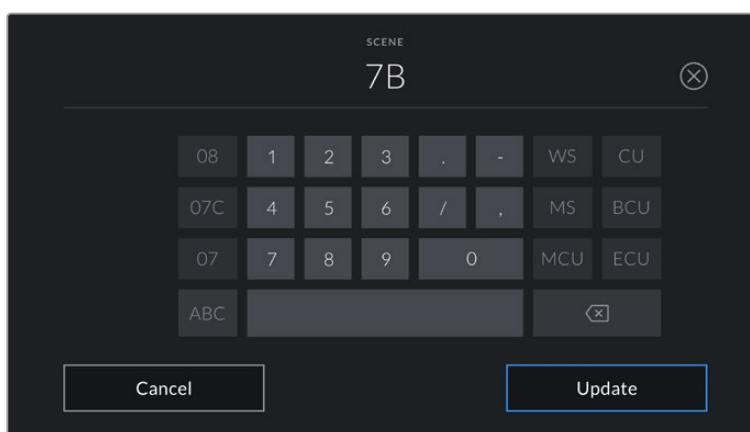 SCENE
7B
08 1 2 3 . - WS CU
07C 4 5 6 / , MS BCU
07 7 8 9 0 MCU ECU
ABC
Cancel Update